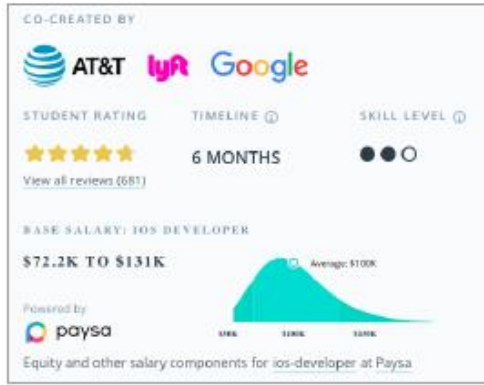 CO-CREATED BY
AT&T lyft Google
STUDENT RATING TIMELINE SKILL LEVEL
6 MONTHS
View all reviews (681)
BASE SALARY: IOS DEVELOPER
$72.2K TO $131K
Average: $100K
Powered by
paysa
Equity and other salary components for ios-developer at Paysa